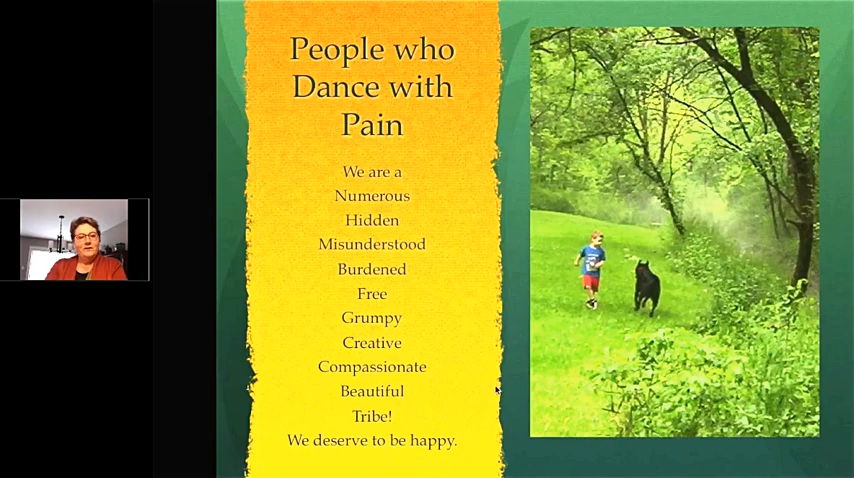 People who
Dance with
Pain
We are a
Numerous
Hidden
Misunderstood
Burdened
Free
Grumpy
Creative
Compassionate
Beautiful
Tribe!
We deserve to be happy.